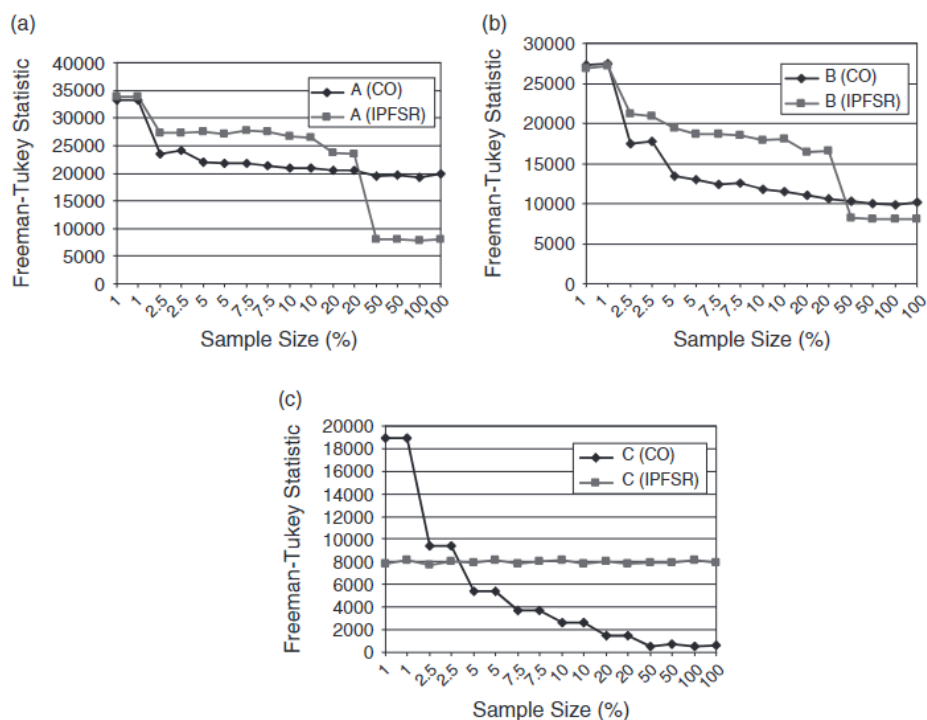 (a)
Freeman-Tukey Statistic
40000
35000
30000
25000
20000
15000
10000
5000
0
A (CO)
A (IPFSR)
1 1 2.5 2.5 5 5 7.5 7.5 10 10 20 20 50 50 100 100
Sample Size (%)
(b)
Freeman-Tukey Statistic
30000
25000
20000
15000
10000
5000
0
B (CO)
B (IPFSR)
1 1 2.5 2.5 5 5 7.5 7.5 10 10 20 20 50 50 100 100
Sample Size (%)
(c)
Freeman-Tukey Statistic
20000
18000
16000
14000
12000
10000
8000
6000
4000
2000
0
C (CO)
C (IPFSR)
1 1 2.5 2.5 5 5 7.5 7.5 10 10 20 20 50 50 100 100
Sample Size (%)